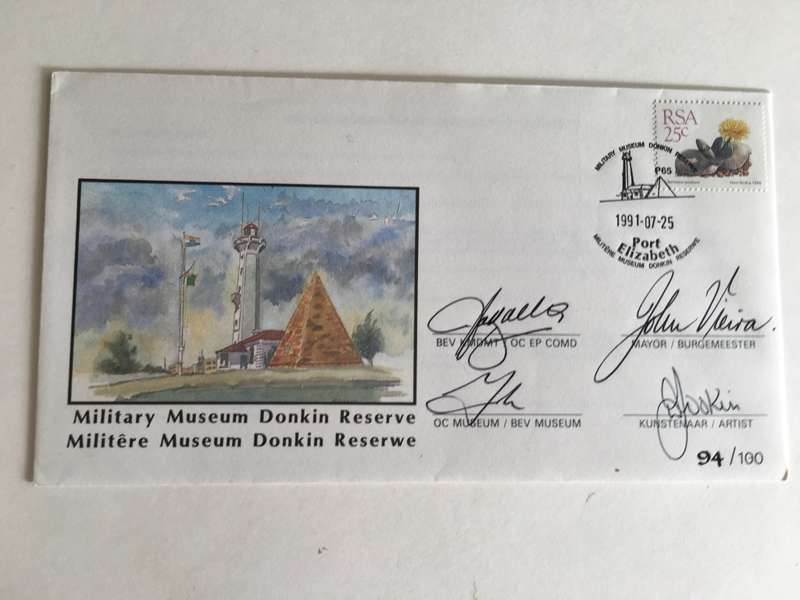 RSA
25c
MILITARY MUSEUM DONKIN RESERVE
P65
1991-07-25
Port
Elizabeth
MILITÊRE MUSEUM DONKIN RESERWE
John Vieira.
BEV KMDMT OC EP COMD
MAYOR / BURGEMEESTER
OC MUSEUM / BEV MUSEUM
KUNSTENAAR / ARTIST
Military Museum Donkin Reserve
Militêre Museum Donkin Reserwe
94/100